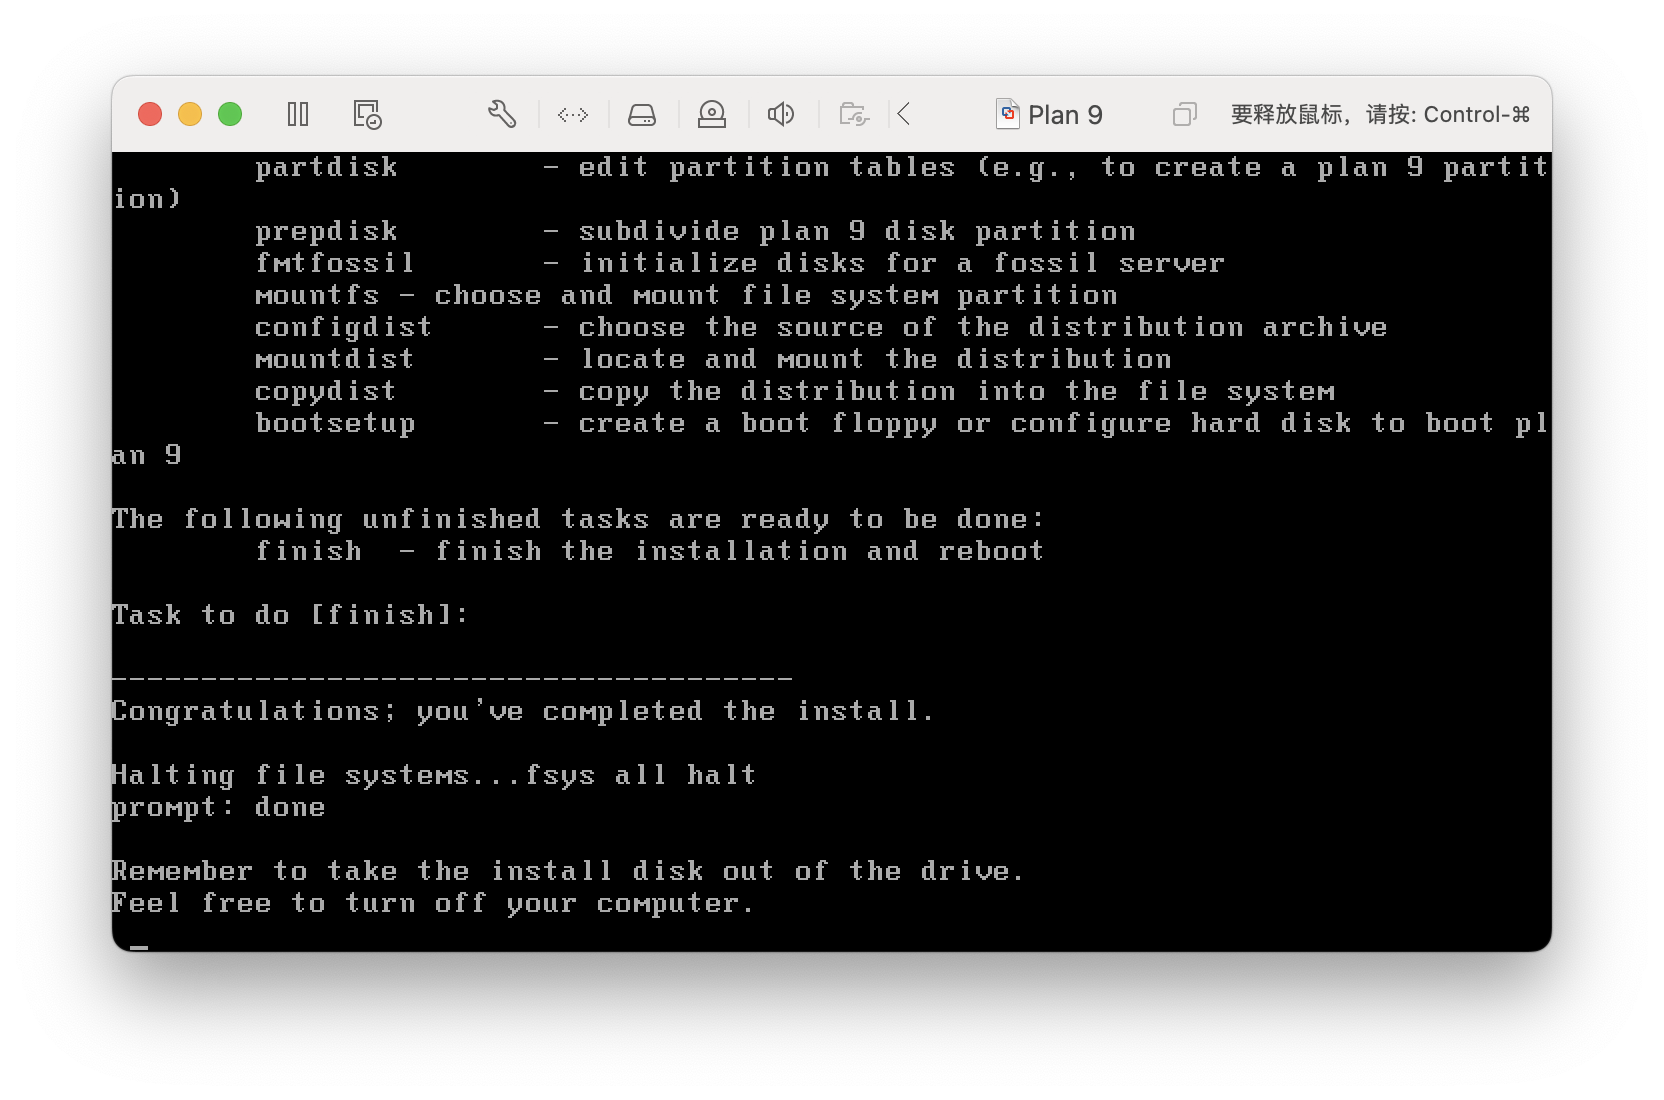 Plan 9
要释放鼠标，请按: Control-⌘
partdisk - edit partition tables (e.g., to create a plan 9 partit
ion)
prepdisk - subdivide plan 9 disk partition
fmtfossil - initialize disks for a fossil server
mountfs - choose and mount file system partition
configdist - choose the source of the distribution archive
mountdist - locate and mount the distribution
copydist - copy the distribution into the file system
bootsetup - create a boot floppy or configure hard disk to boot pl
an 9
The following unfinished tasks are ready to be done:
finish - finish the installation and reboot
Task to do [finish]:
--------------------------------------
Congratulations; you've completed the install.
Halting file systems...fsys all halt
prompt: done
Remember to take the install disk out of the drive.
Feel free to turn off your computer.